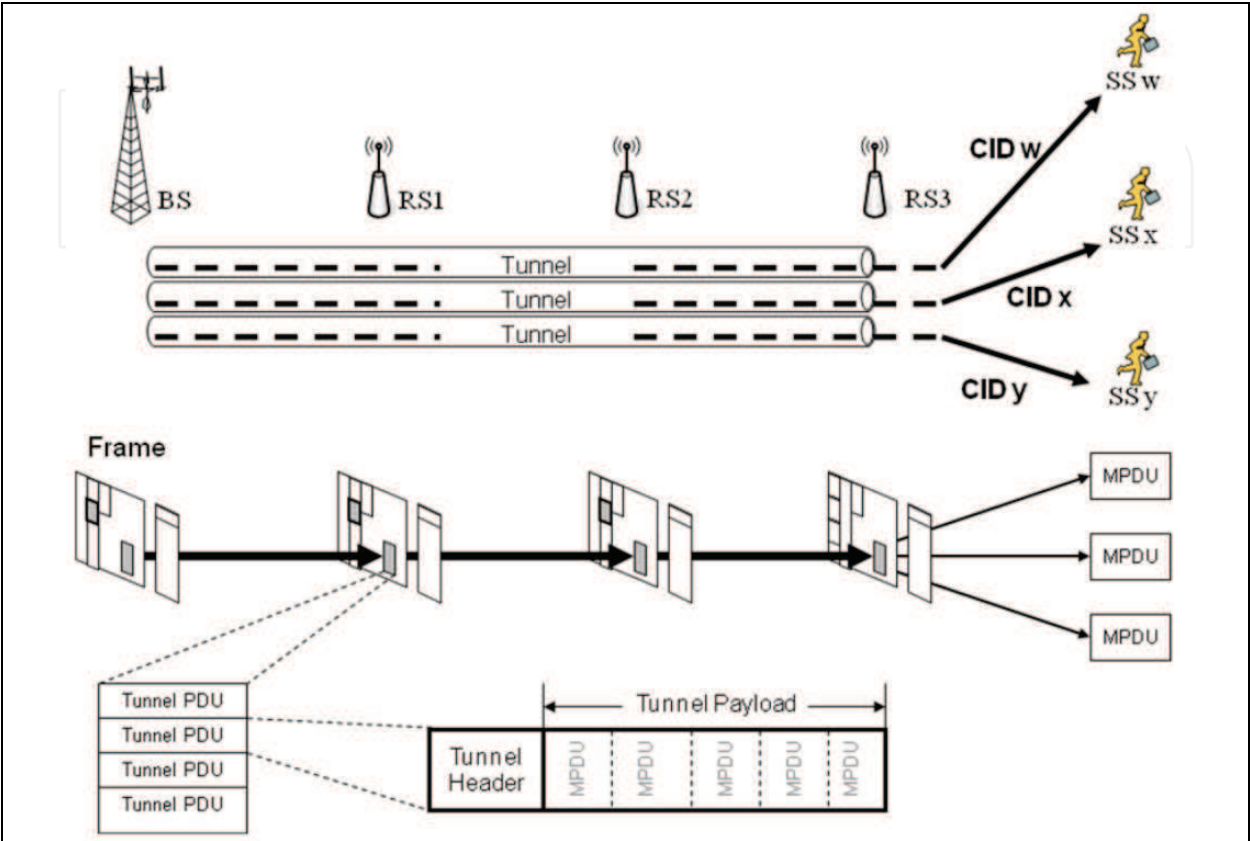 SS w
CID w
BS
RS1
RS2
RS3
SS x
Tunnel
Tunnel
Tunnel
CID x
CID y
SS y
Frame
MPDU
MPDU
MPDU
Tunnel PDU
Tunnel PDU
Tunnel PDU
Tunnel PDU
Tunnel Payload
Tunnel
Header
MPDU
MPDU
MPDU
MPDU
MPDU